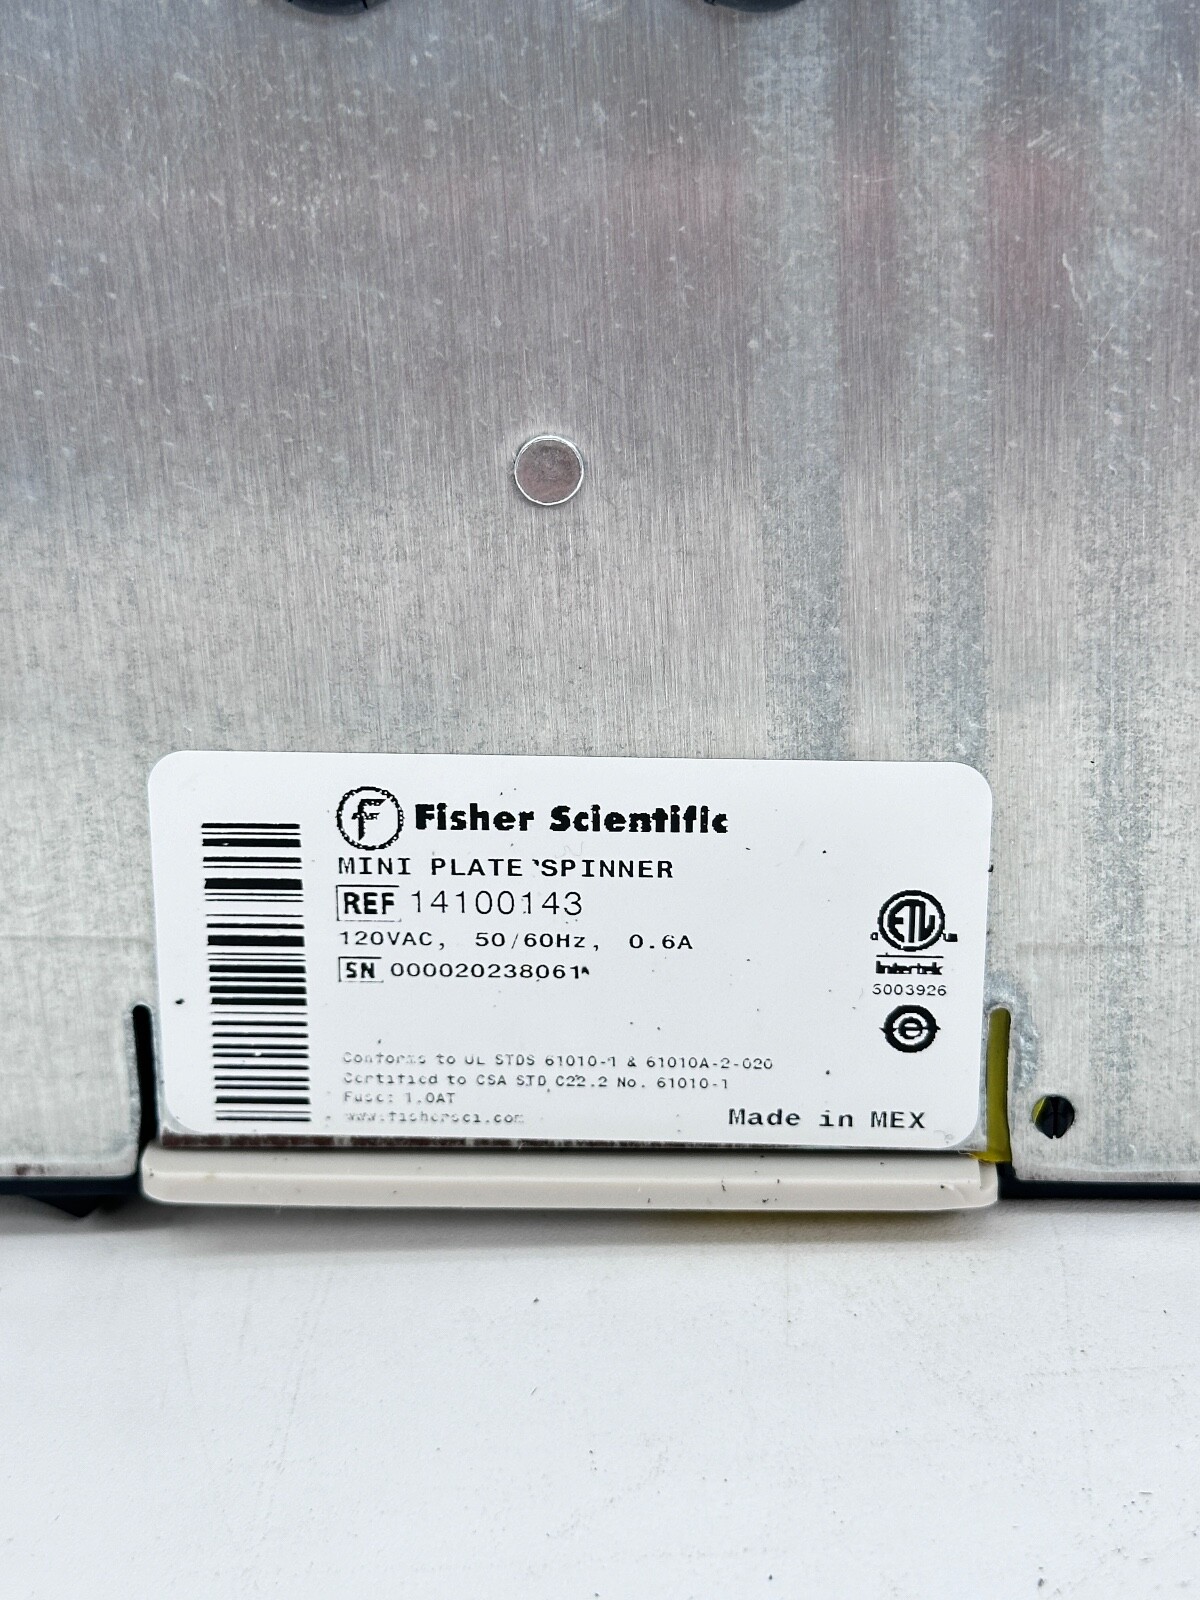 Fisher Scientific
MINI PLATE SPINNER
REF 14100143
120VAC, 50/60Hz, 0.6A
SN 000020238061
ETL
Intertek
5003926
e
Conforms to UL STDS 61010-1 & 61010A-2-020
Certified to CSA STD C22.2 No. 61010-1
Fuse: 1.0AT
www.fishersci.com
Made in MEX